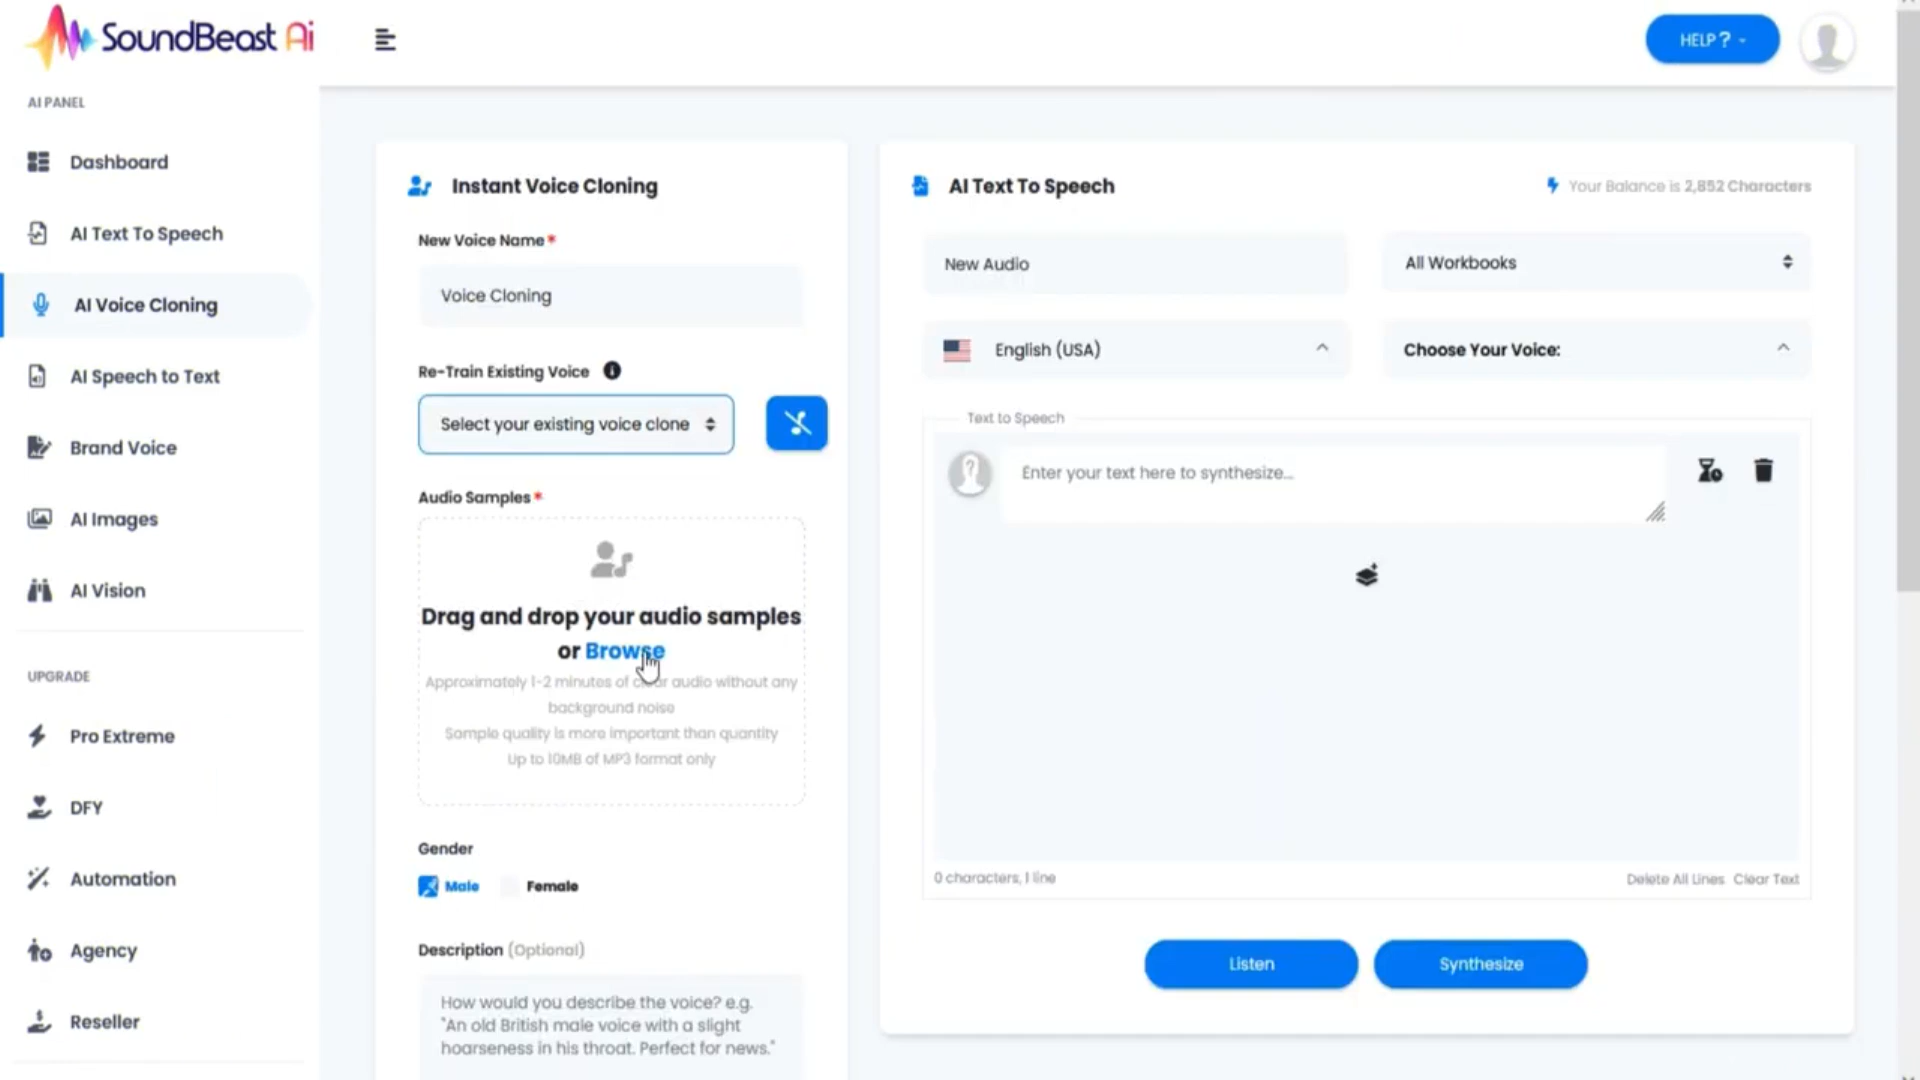 SoundBeast Ai
HELP ?
AI PANEL
Dashboard
AI Text To Speech
AI Voice Cloning
AI Speech to Text
Brand Voice
AI Images
AI Vision
UPGRADE
Pro Extreme
DFY
Automation
Agency
Reseller
Instant Voice Cloning
New Voice Name*
Voice Cloning
Re-Train Existing Voice
Select your existing voice clone
Audio Samples*
Drag and drop your audio samples
or Browse
Approximately 1-2 minutes of clear audio without any
background noise
Sample quality is more important than quantity
Up to 10MB of MP3 format only
Gender
Male Female
Description (Optional)
How would you describe the voice? e.g.
"An old British male voice with a slight
hoarseness in his throat. Perfect for news."
AI Text To Speech
Your Balance is 2,852 Characters
New Audio
All Workbooks
English (USA)
Choose Your Voice:
Text to Speech
Enter your text here to synthesize...
0 characters, 1 line
Delete All Lines Clear Text
Listen
Synthesize